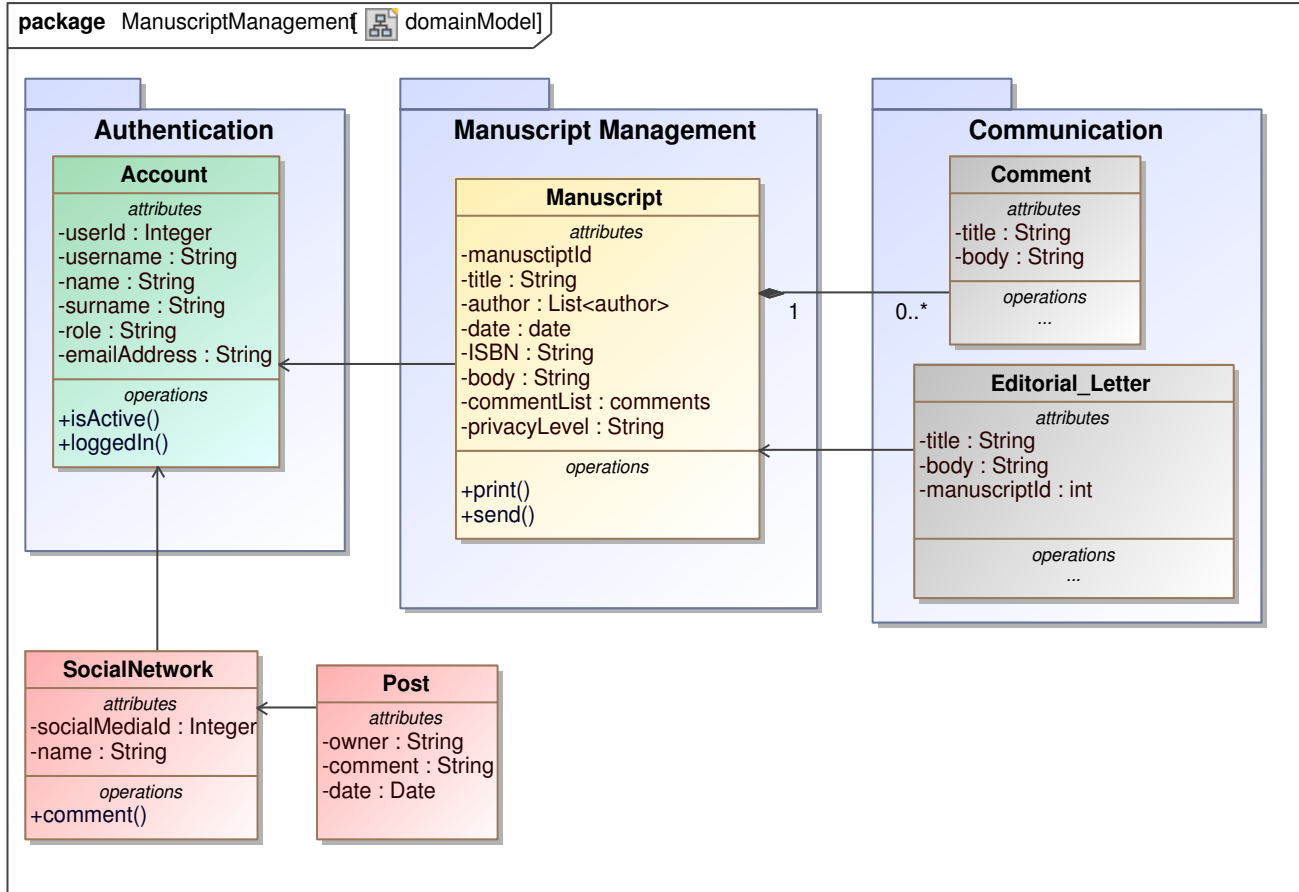 package ManuscriptManagement[ domainModel]
Authentication
Account
attributes
-userId : Integer
-username : String
-name : String
-surname : String
-role : String
-emailAddress : String
operations
+isActive()
+loggedIn()
Manuscript Management
Manuscript
attributes
-manusctiptId
-title : String
-author : List<author>
-date : date
-ISBN : String
-body : String
-commentList : comments
-privacyLevel : String
operations
+print()
+send()
1
0..*
Communication
Comment
attributes
-title : String
-body : String
operations
...
Editorial_Letter
attributes
-title : String
-body : String
-manuscriptId : int
operations
...
SocialNetwork
attributes
-socialMediaId : Integer
-name : String
operations
+comment()
Post
attributes
-owner : String
-comment : String
-date : Date